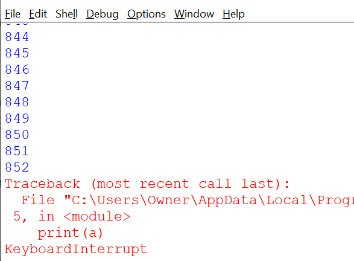 File Edit Shell Debug Options Window Help
844
845
846
847
848
849
850
851
852
Traceback (most recent call last):
File "C:\Users\Owner\AppData\Local\Progr
5, in <module>
print(a)
KeyboardInterrupt